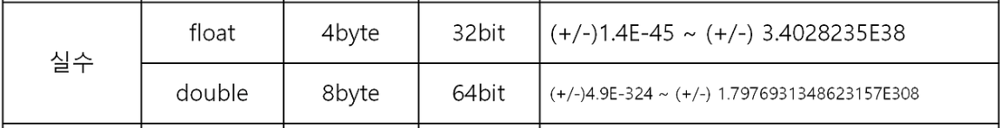 실수 float 4byte 32bit (+/-)1.4E-45 ~ (+/-) 3.4028235E38
double 8byte 64bit (+/-)4.9E-324 ~ (+/-) 1.7976931348623157E308